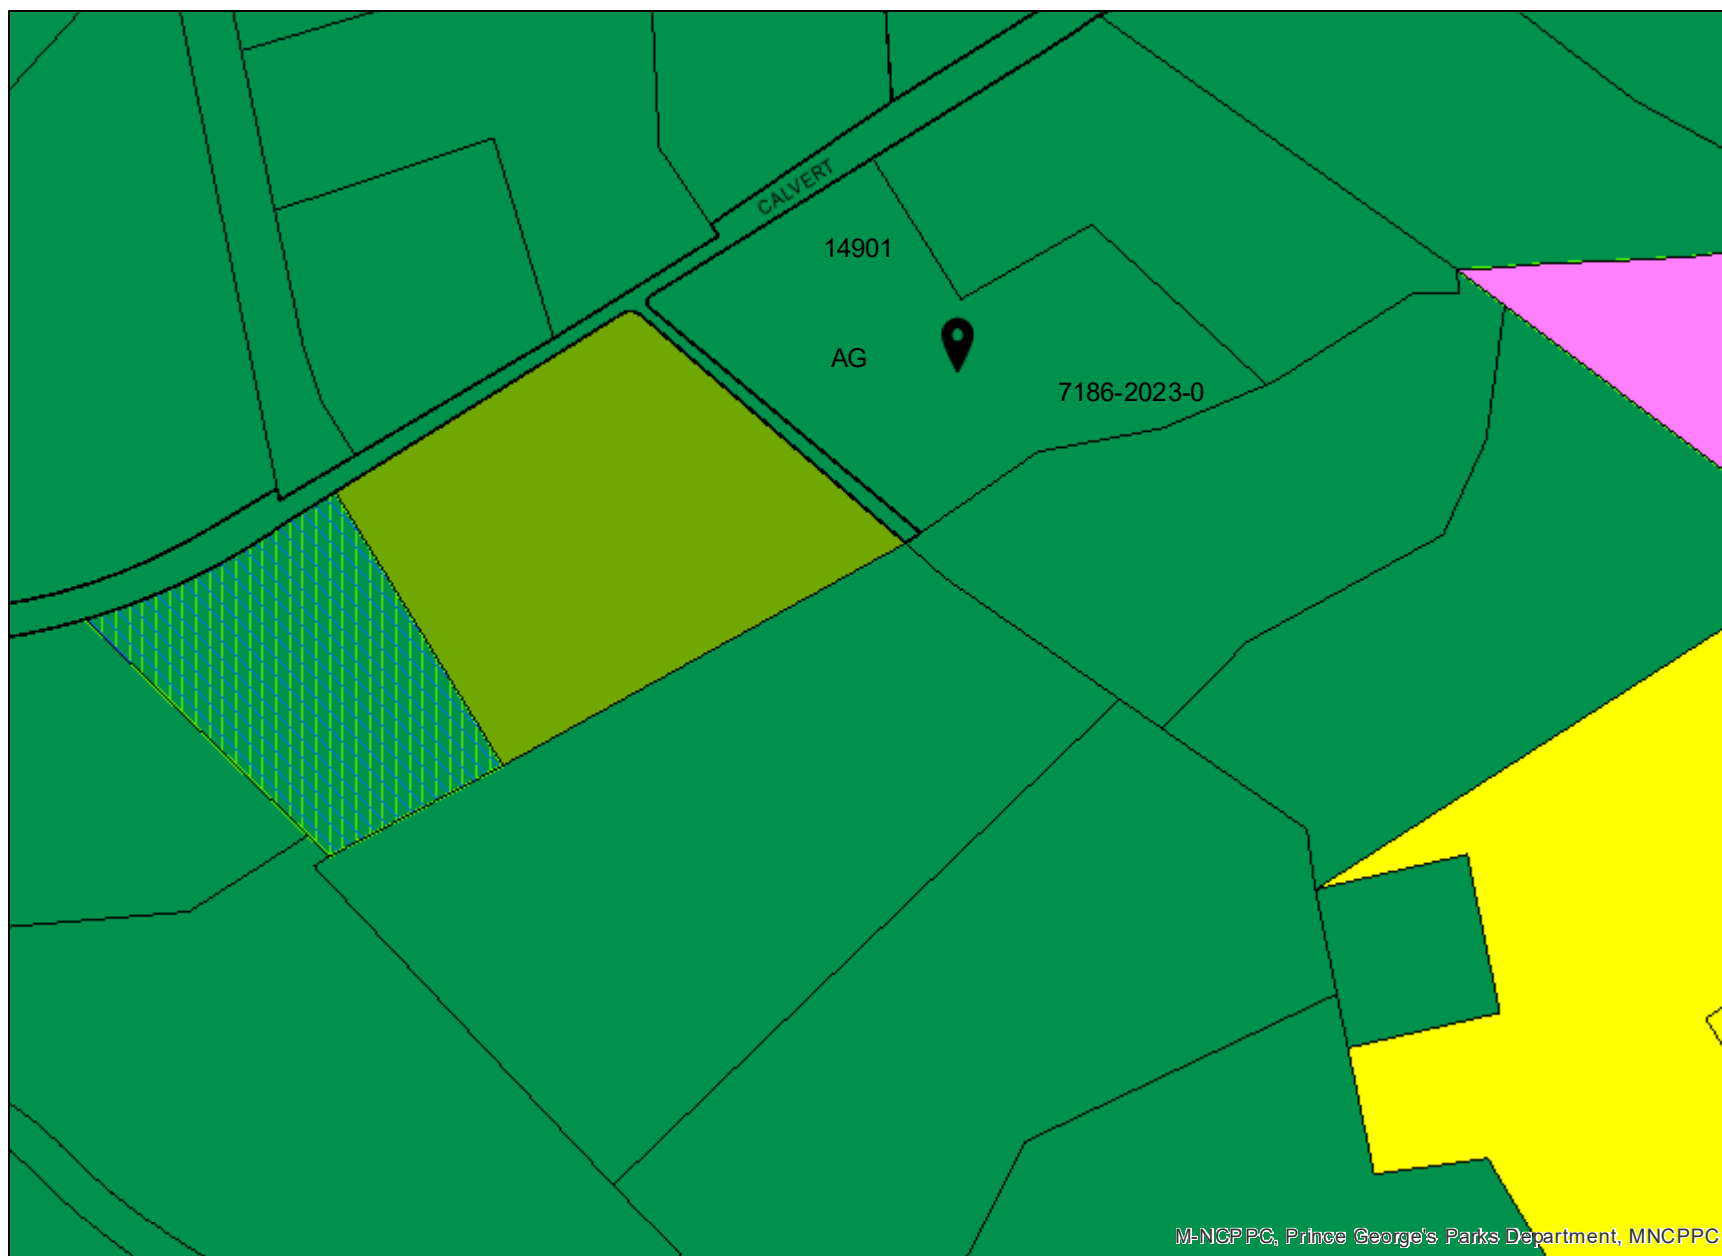 CALVERT
14901
AG
7186-2023-0
M-NCPPC, Prince George's Parks Department, MNCPPC